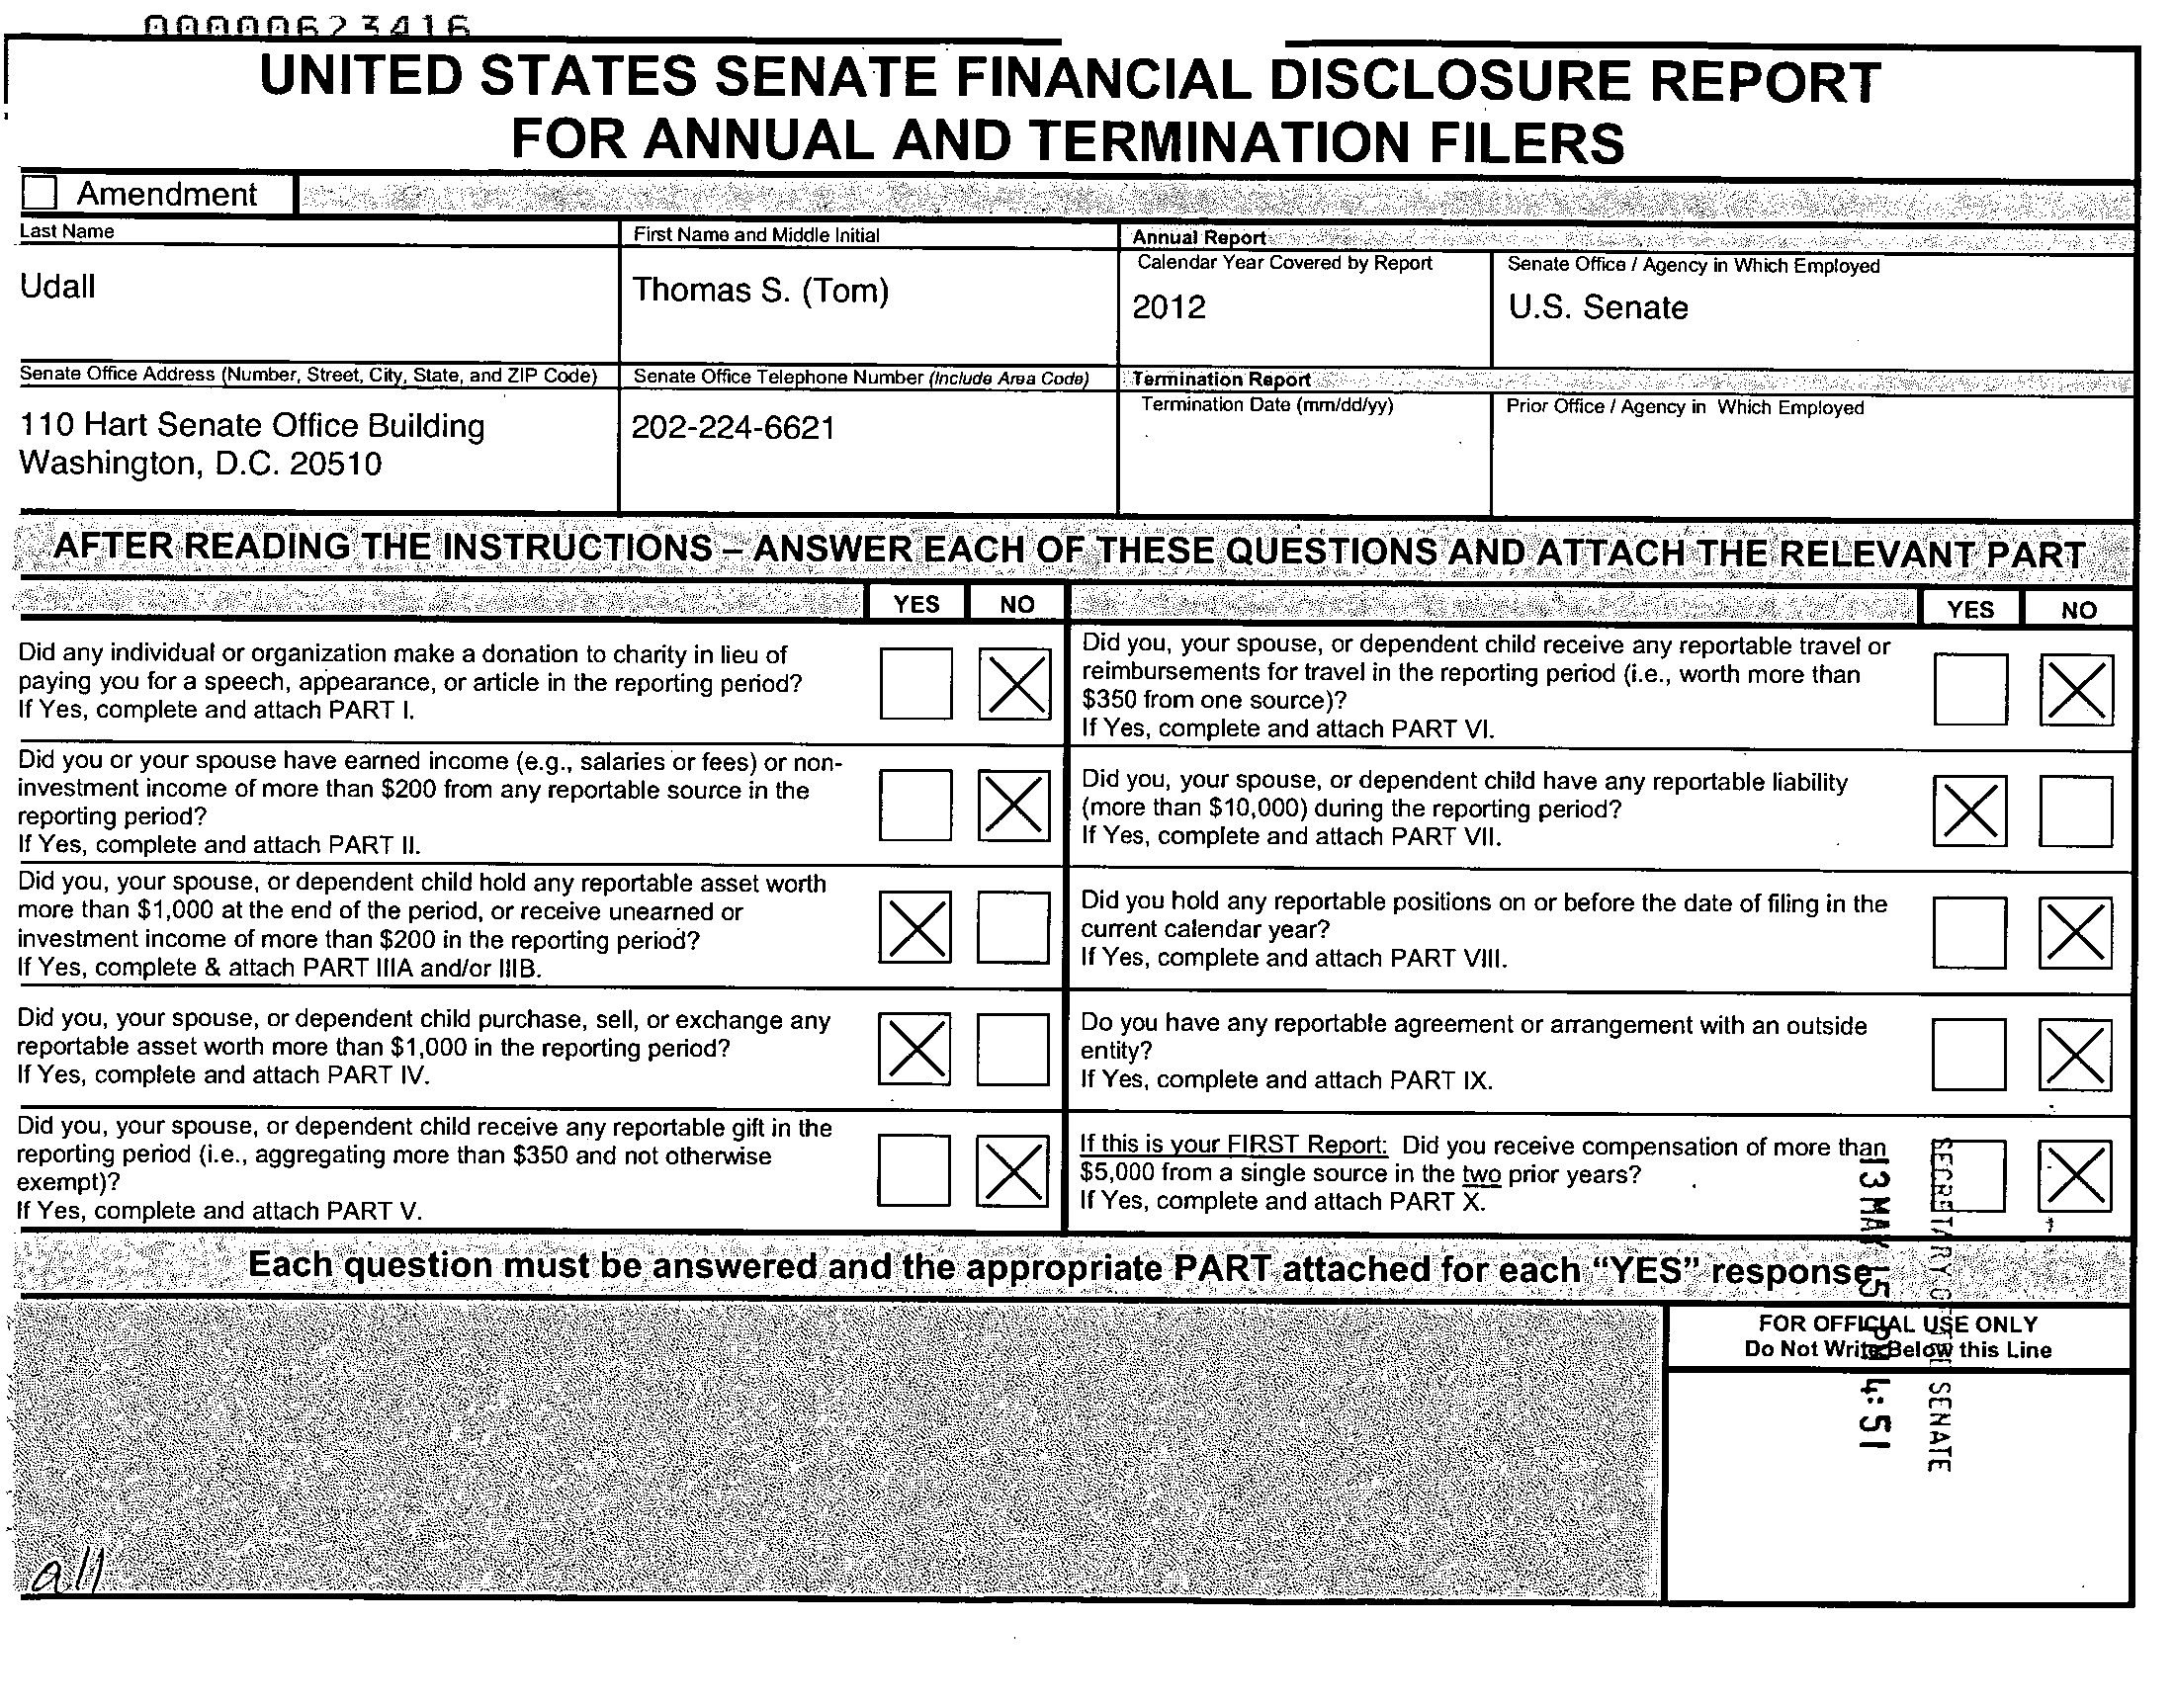 00000623416
UNITED STATES SENATE FINANCIAL DISCLOSURE REPORT
FOR ANNUAL AND TERMINATION FILERS
Amendment
Last Name
First Name and Middle Initial
Annual Report
Calendar Year Covered by Report
Senate Office / Agency in Which Employed
Udall
Thomas S. (Tom)
2012
U.S. Senate
Senate Office Address (Number, Street, City, State, and ZIP Code)
Senate Office Telephone Number (Include Area Code)
Termination Report
Termination Date (mm/dd/yy)
Prior Office / Agency in Which Employed
110 Hart Senate Office Building
Washington, D.C. 20510
202-224-6621
AFTER READING THE INSTRUCTIONS – ANSWER EACH OF THESE QUESTIONS AND ATTACH THE RELEVANT PART
YES NO
YES NO
Did any individual or organization make a donation to charity in lieu of
paying you for a speech, appearance, or article in the reporting period?
If Yes, complete and attach PART I.
Did you, your spouse, or dependent child receive any reportable travel or
reimbursements for travel in the reporting period (i.e., worth more than
$350 from one source)?
If Yes, complete and attach PART VI.
Did you or your spouse have earned income (e.g., salaries or fees) or non-
investment income of more than $200 from any reportable source in the
reporting period?
If Yes, complete and attach PART II.
Did you, your spouse, or dependent child have any reportable liability
(more than $10,000) during the reporting period?
If Yes, complete and attach PART VII.
Did you, your spouse, or dependent child hold any reportable asset worth
more than $1,000 at the end of the period, or receive unearned or
investment income of more than $200 in the reporting period?
If Yes, complete & attach PART IIIA and/or IIIB.
Did you hold any reportable positions on or before the date of filing in the
current calendar year?
If Yes, complete and attach PART VIII.
Did you, your spouse, or dependent child purchase, sell, or exchange any
reportable asset worth more than $1,000 in the reporting period?
If Yes, complete and attach PART IV.
Do you have any reportable agreement or arrangement with an outside
entity?
If Yes, complete and attach PART IX.
Did you, your spouse, or dependent child receive any reportable gift in the
reporting period (i.e., aggregating more than $350 and not otherwise
exempt)?
If Yes, complete and attach PART V.
If this is your FIRST Report: Did you receive compensation of more than
$5,000 from a single source in the two prior years?
If Yes, complete and attach PART X.
Each question must be answered and the appropriate PART attached for each “YES” response
FOR OFFICIAL USE ONLY
Do Not Write Below this Line
SECRETARY OF THE SENATE
13 MAY 15 PM 4:51
all